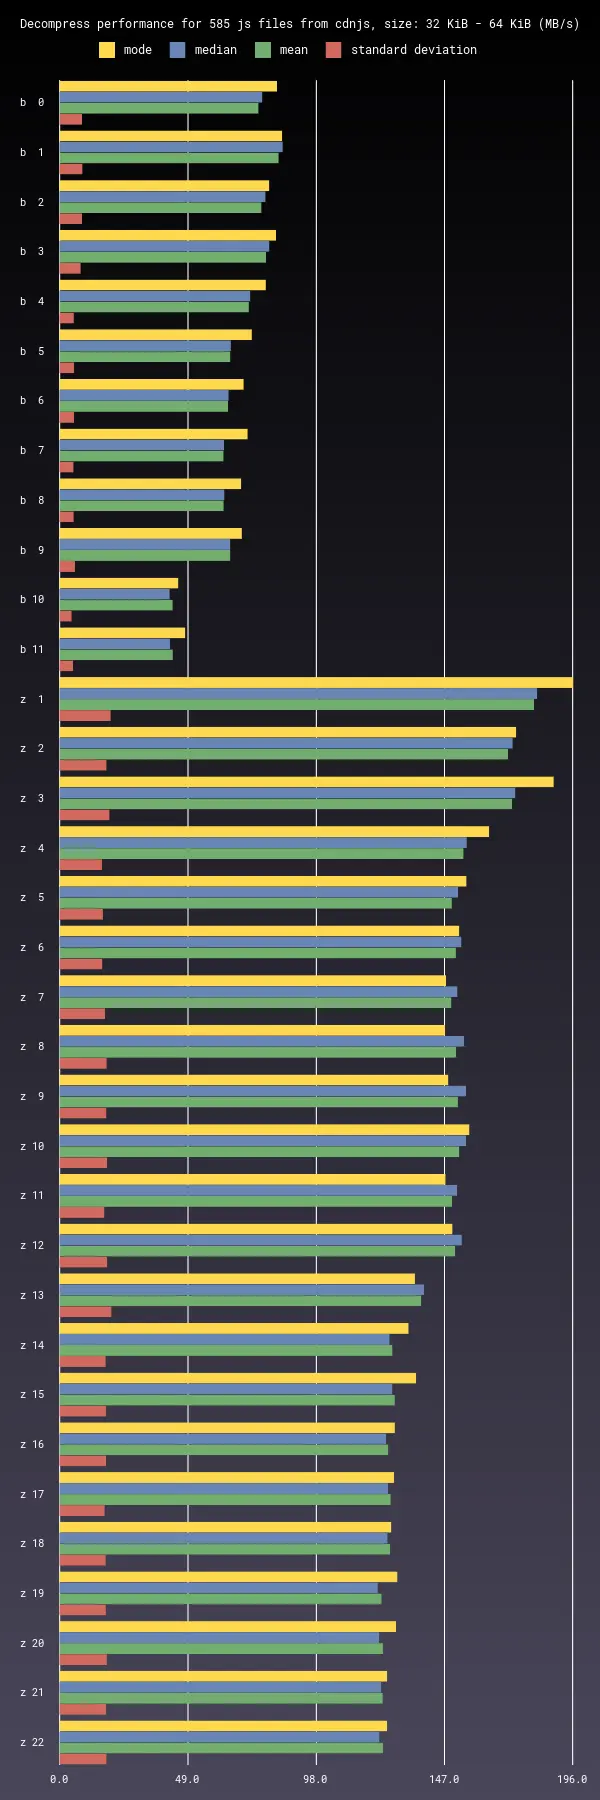 Decompress performance for 585 js files from cdnjs, size: 32 KiB - 64 KiB (MB/s)
mode median mean standard deviation
b 0
b 1
b 2
b 3
b 4
b 5
b 6
b 7
b 8
b 9
b 10
b 11
z 1
z 2
z 3
z 4
z 5
z 6
z 7
z 8
z 9
z 10
z 11
z 12
z 13
z 14
z 15
z 16
z 17
z 18
z 19
z 20
z 21
z 22
0.0 49.0 98.0 147.0 196.0